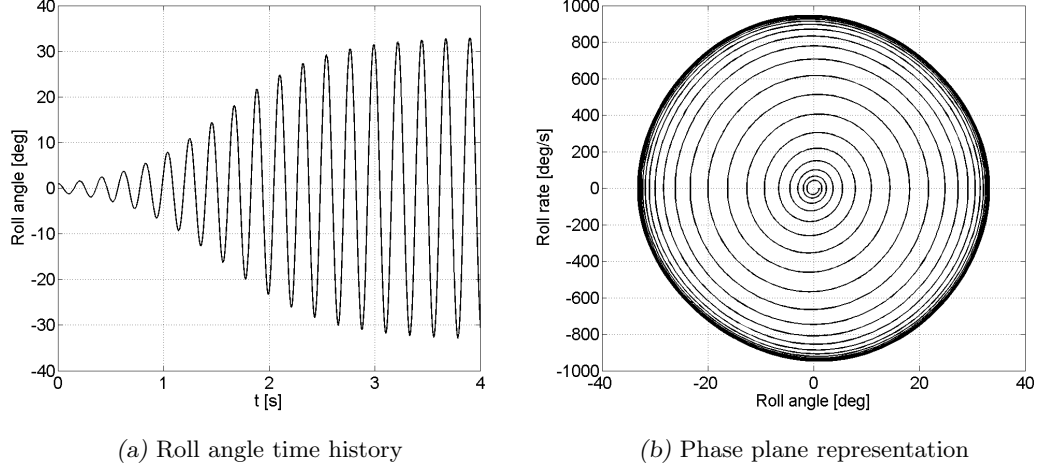 40
30
20
10
0
-10
-20
-30
-40
Roll angle [deg]
0 1 2 3 4
t [s]
1000
800
600
400
200
0
-200
-400
-600
-800
-1000
Roll rate [deg/s]
-40 -20 0 20 40
Roll angle [deg]
(a) Roll angle time history
(b) Phase plane representation